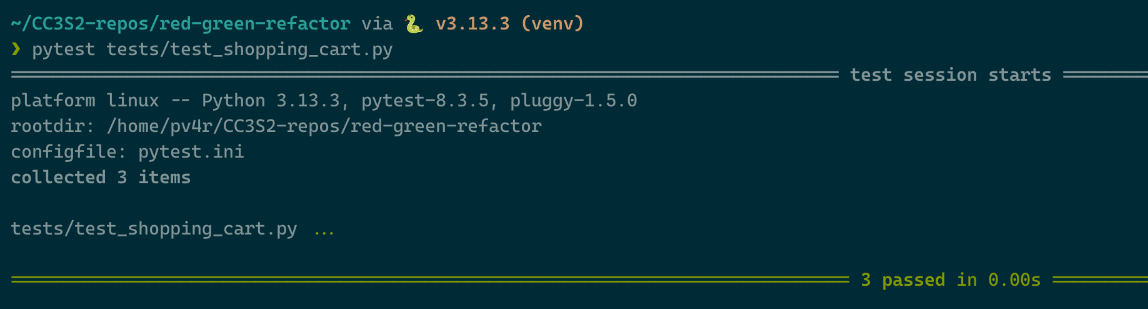 ~/CC3S2-repos/red-green-refactor via 🐍 v3.13.3 (venv)
❯ pytest tests/test_shopping_cart.py
═══════════════ test session starts ═══════════════
platform linux -- Python 3.13.3, pytest-8.3.5, pluggy-1.5.0
rootdir: /home/pv4r/CC3S2-repos/red-green-refactor
configfile: pytest.ini
collected 3 items
tests/test_shopping_cart.py ...
═══════════════ 3 passed in 0.00s ═══════════════